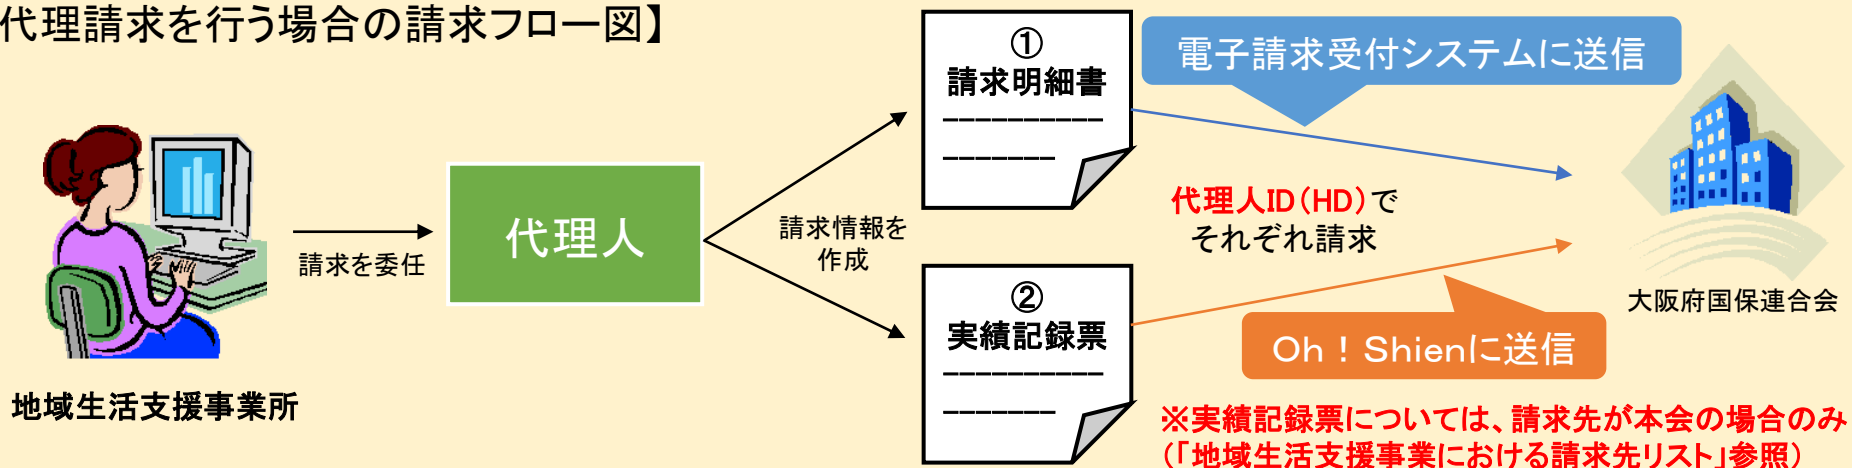 代理請求を行う場合の請求フロー図】
①
請求明細書
電子請求受付システムに送信
請求を委任
代理人
請求情報を
作成
代理人ID(HD)で
それぞれ請求
②
実績記録票
Oh!Shienに送信
大阪府国保連合会
地域生活支援事業所
※実績記録票については、請求先が本会の場合のみ
(「地域生活支援事業における請求先リスト」参照)